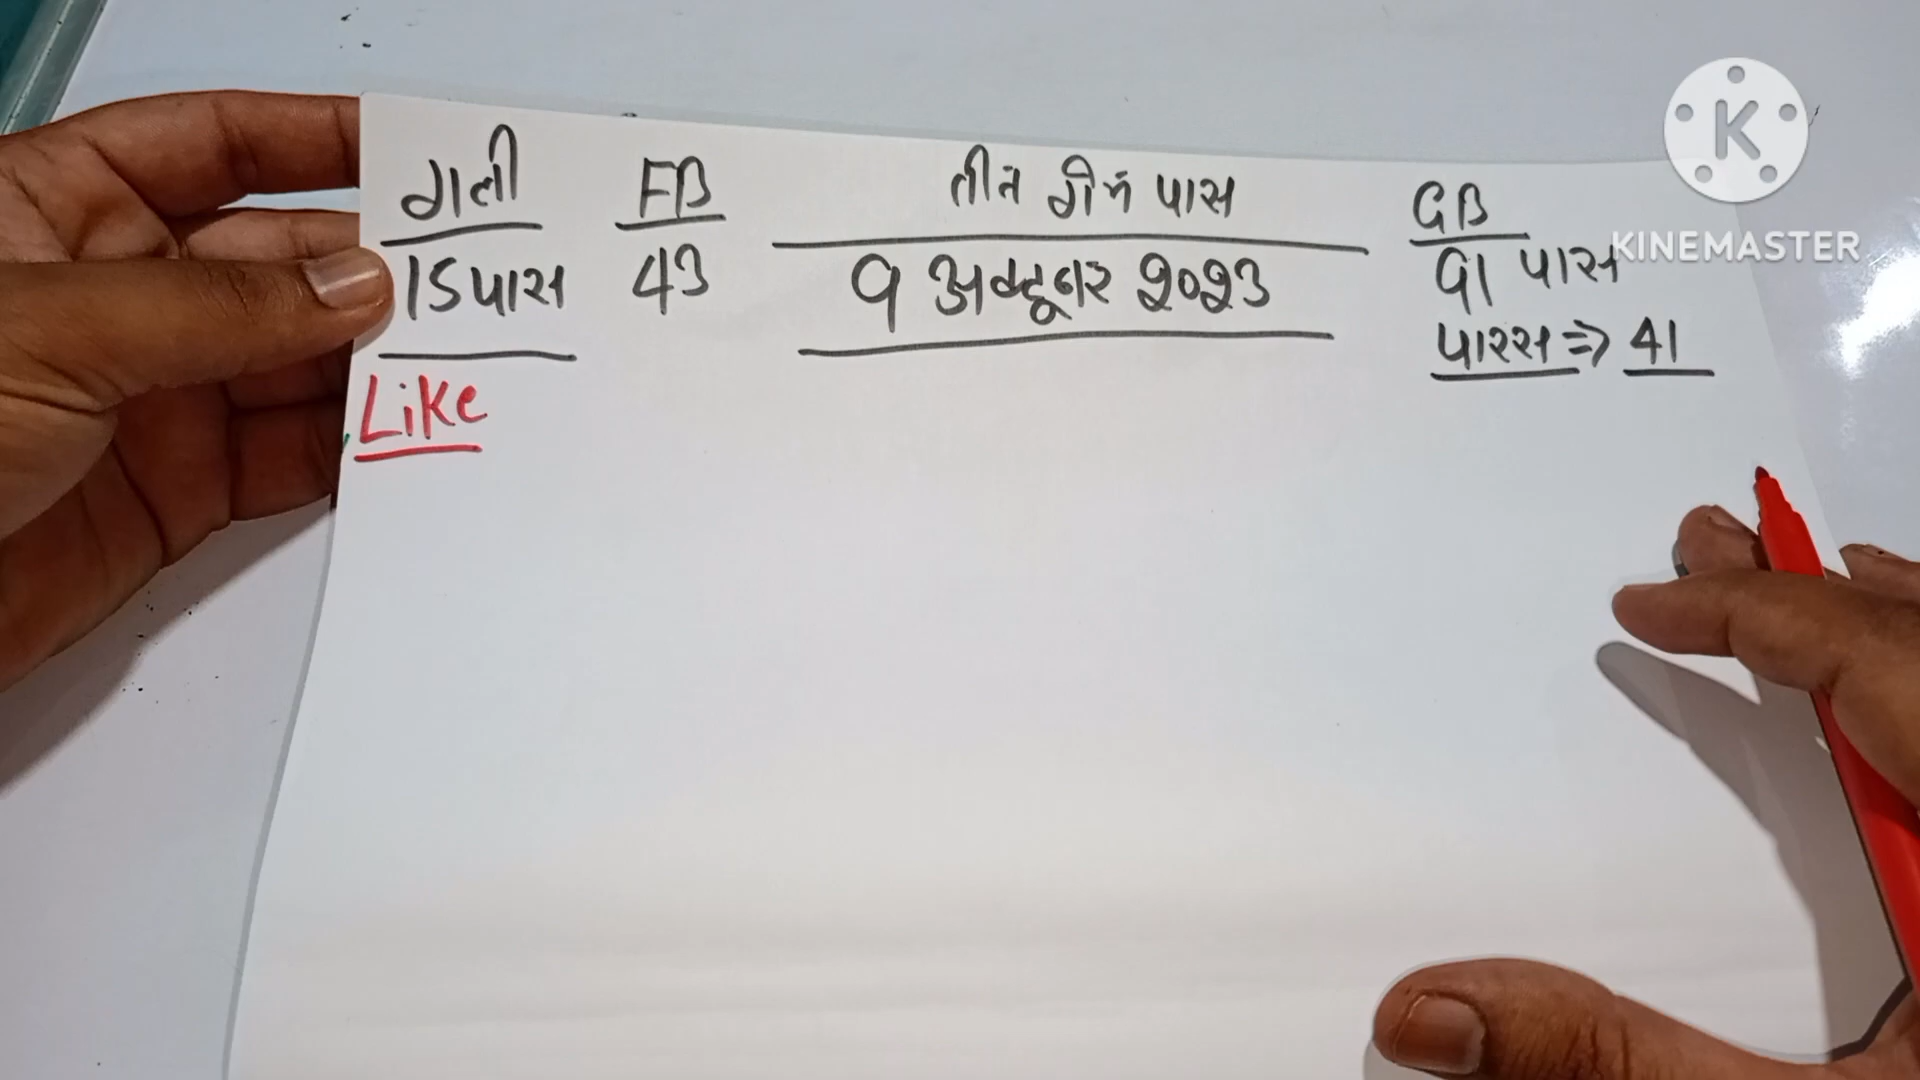 गली FB तीन गेम पास GB
15 पास 43 9 अक्टूबर 2023 91 पास
पारस => 41
Like
K
KINEMASTER